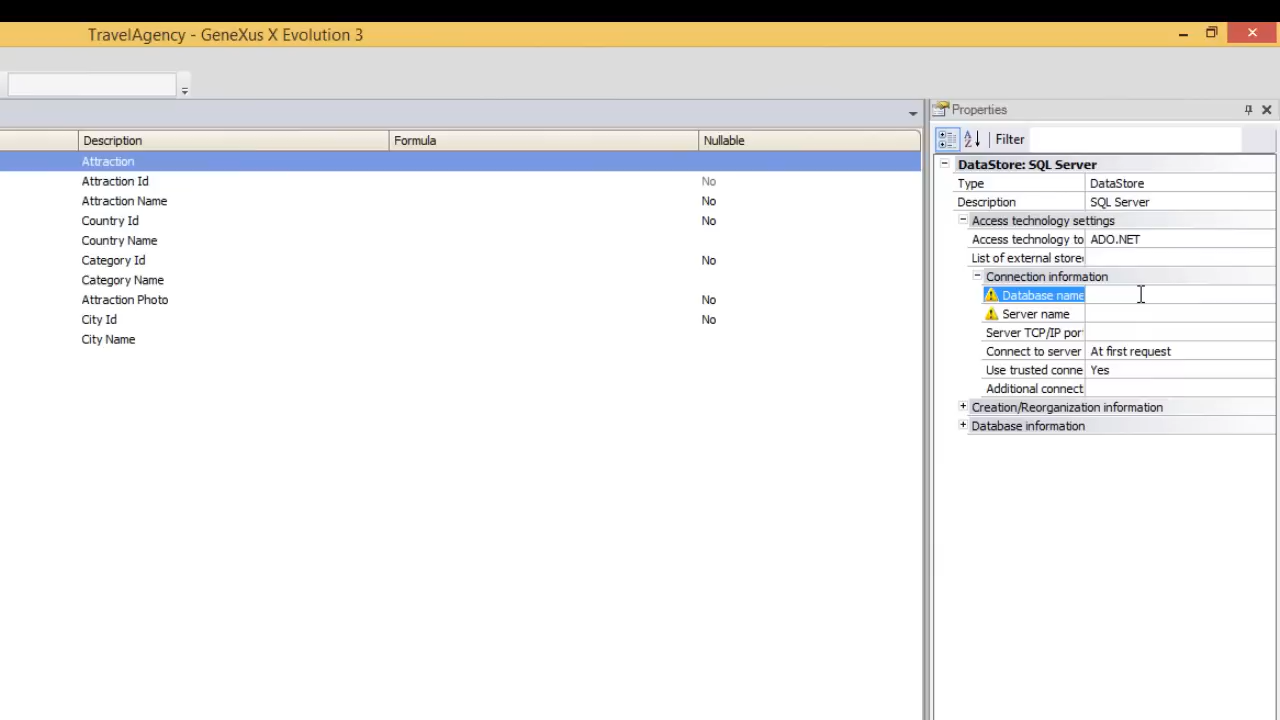 TravelAgency - GeneXus X Evolution 3
Properties
Description Formula Nullable
Filter
Attraction
Attraction Id No
Attraction Name No
Country Id No
Country Name
Category Id No
Category Name
Attraction Photo No
City Id No
City Name
DataStore: SQL Server
Type DataStore
Description SQL Server
Access technology settings
Access technology to ADO.NET
List of external store
Connection information
Database name
Server name
Server TCP/IP por
Connect to server At first request
Use trusted conne Yes
Additional connect
Creation/Reorganization information
Database information